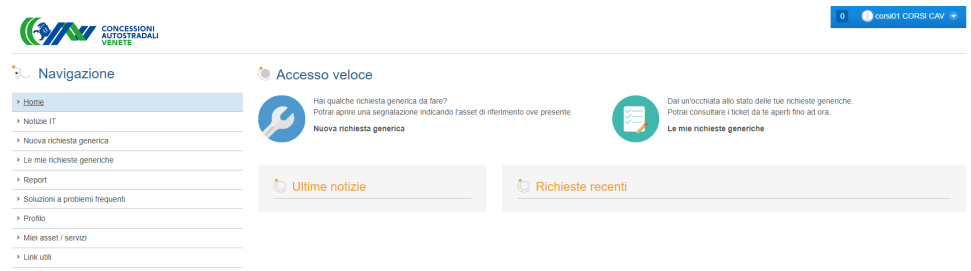 CONCESSIONI
AUTOSTRADALI
VENETE
0 corsi01 CORSI CAV
Navigazione
Home
Notizie IT
Nuova richiesta generica
Le mie richieste generiche
Report
Soluzioni a problemi frequenti
Profilo
Miei asset / servizi
Link utili
Accesso veloce
Hai qualche richiesta generica da fare?
Potrai aprire una segnalazione indicando l'asset di riferimento ove presente.
Nuova richiesta generica
Dai un'occhiata allo stato delle tue richieste generiche.
Potrai consultare i ticket da te aperti fino ad ora.
Le mie richieste generiche
Ultime notizie
Richieste recenti